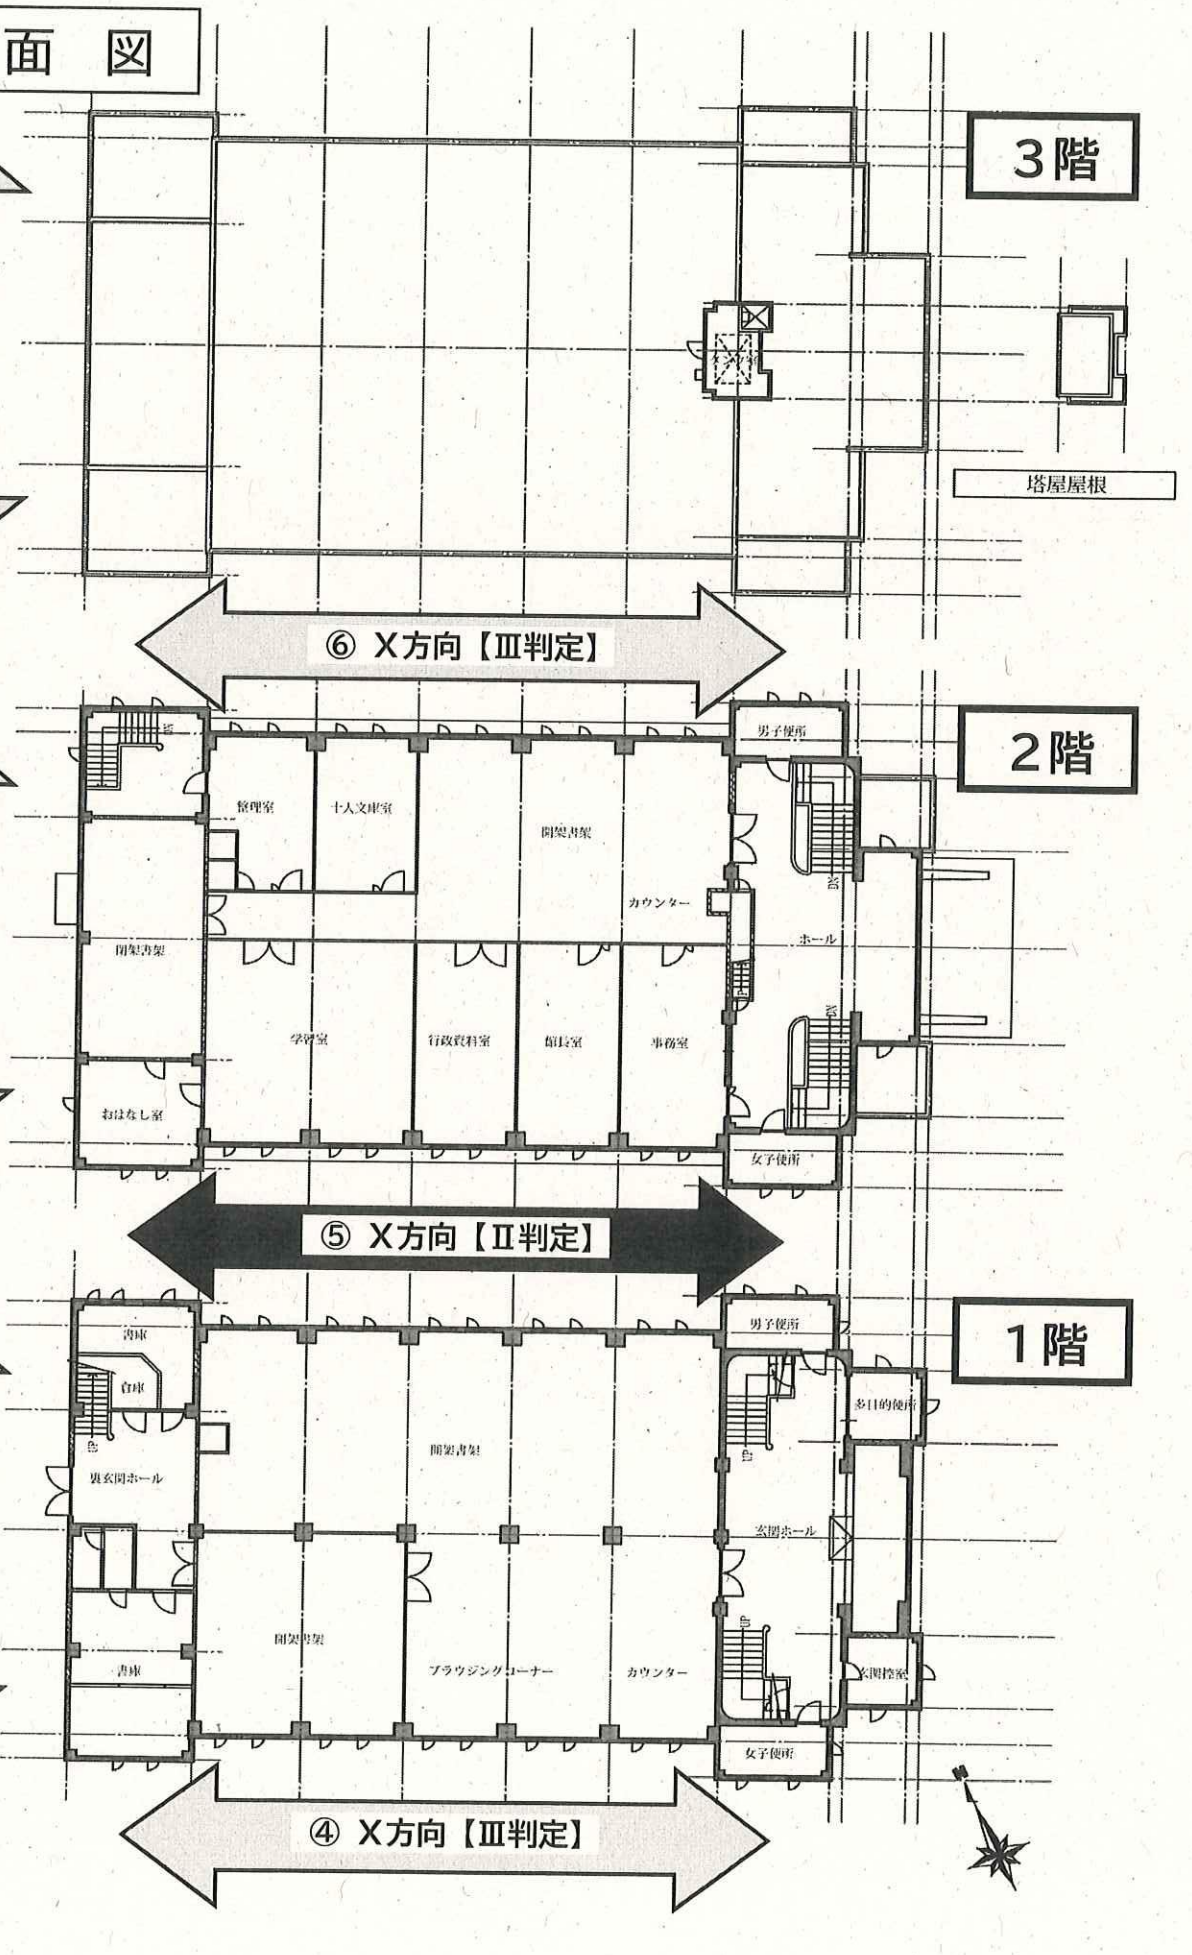 面 図
3階
塔屋屋根
⑥ X方向【Ⅲ判定】
2階
男子便所
整理室
十人文庫室
開架書架
カウンター
DN
ホール
閉架書架
DN
学習室
行政資料室
館長室
事務室
おはなし室
女子便所
⑤ X方向【Ⅱ判定】
1階
男子便所
書庫
倉庫
多目的便所
UP
開架書架
UP
裏玄関ホール
玄関ホール
UP
開架書架
ブラウジングコーナー
カウンター
玄関控室
書庫
女子便所
④ X方向【Ⅲ判定】
N